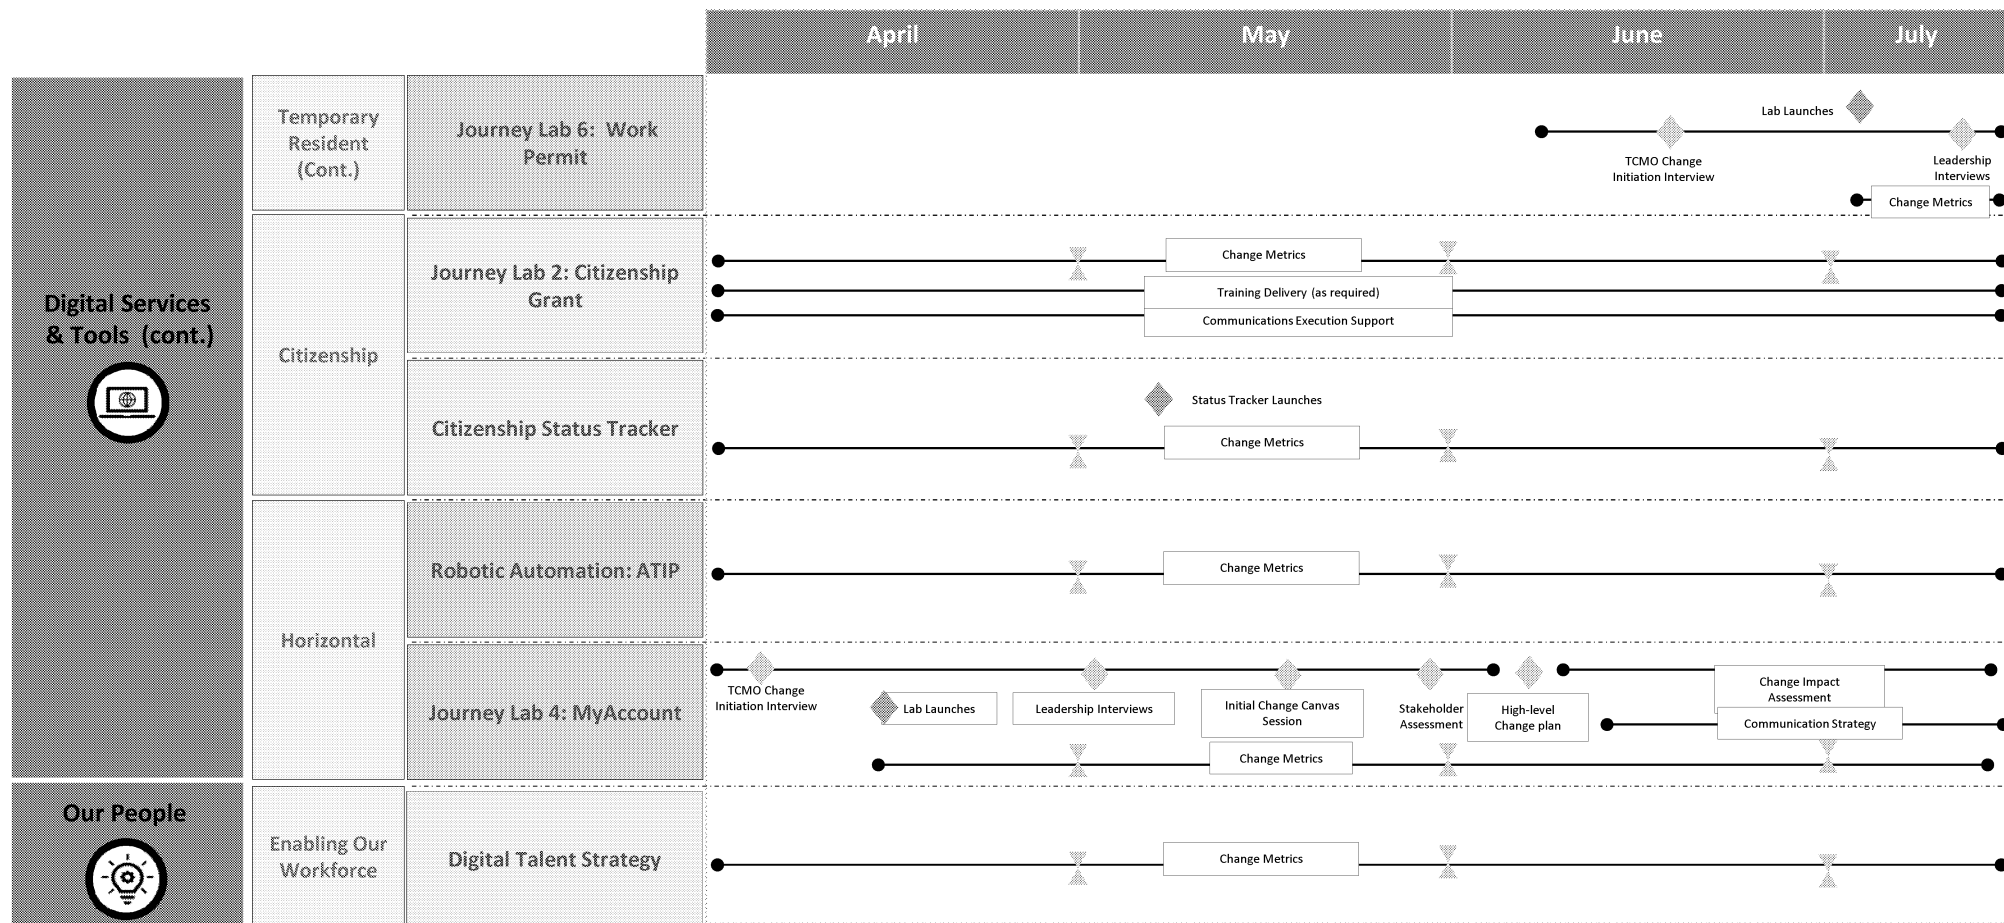 April
May
June
July
Digital Services
& Tools (cont.)
Temporary
Resident
(Cont.)
Journey Lab 6: Work
Permit
Lab Launches
TCMO Change
Initiation Interview
Leadership
Interviews
Change Metrics
Citizenship
Journey Lab 2: Citizenship
Grant
Change Metrics
Training Delivery (as required)
Communications Execution Support
Citizenship Status Tracker
Status Tracker Launches
Change Metrics
Horizontal
Robotic Automation: ATIP
Change Metrics
Journey Lab 4: MyAccount
TCMO Change
Initiation Interview
Lab Launches
Leadership Interviews
Initial Change Canvas
Session
Stakeholder
Assessment
High-level
Change plan
Change Impact
Assessment
Communication Strategy
Change Metrics
Our People
Enabling Our
Workforce
Digital Talent Strategy
Change Metrics